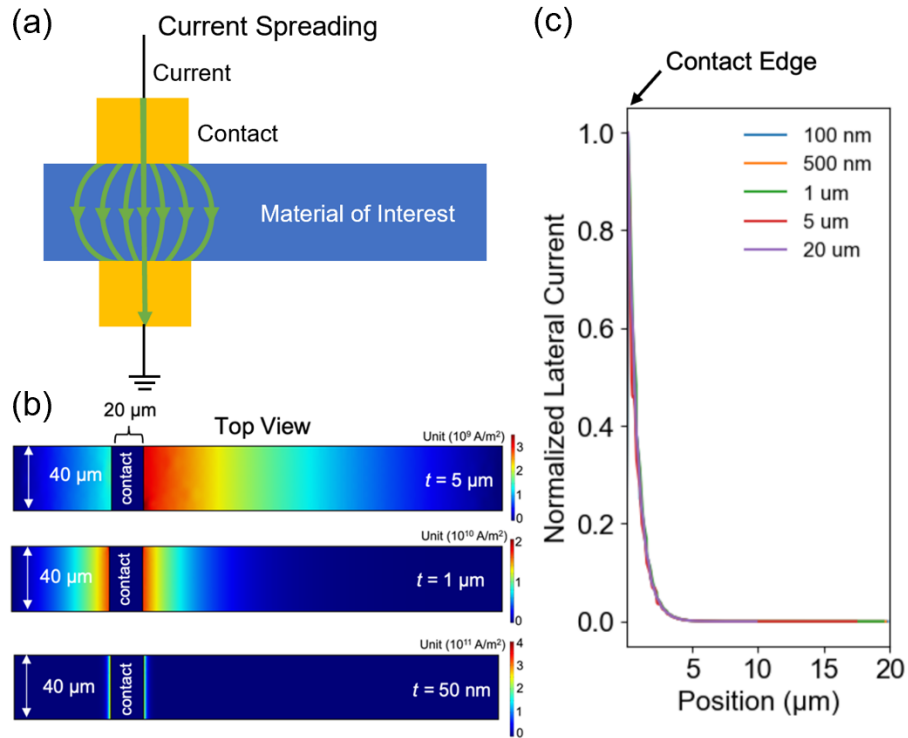 (a)
Current Spreading
Current
Contact
Material of Interest
(b)
20 µm
Top View
Unit (10⁹ A/m²)
40 µm
contact
t = 5 µm
3
2
1
0
Unit (10¹⁰ A/m²)
40 µm
contact
t = 1 µm
2
1
0
Unit (10¹¹ A/m²)
40 µm
contact
t = 50 nm
4
3
2
1
0
(c)
Contact Edge
100 nm
500 nm
1 um
5 um
20 um
Normalized Lateral Current
1.0
0.8
0.6
0.4
0.2
0.0
5
10
15
20
Position (µm)